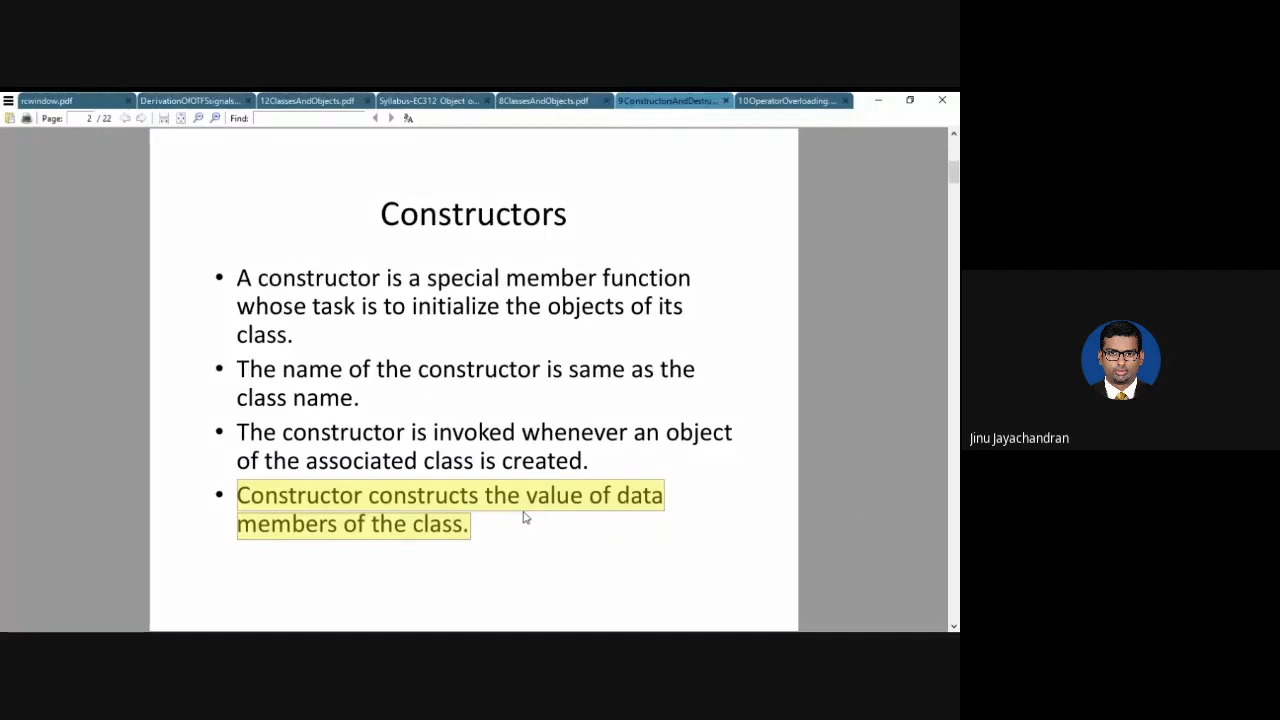 rcwindow.pdf
DerivationOfOTFSsignals...
12ClassesAndObjects.pdf
Syllabus-EC312 Object o...
8ClassesAndObjects.pdf
9ConstructorsAndDestru...
10OperatorOverloading....
Page: 2 / 22 Find:
Constructors
• A constructor is a special member function
whose task is to initialize the objects of its
class.
• The name of the constructor is same as the
class name.
• The constructor is invoked whenever an object
of the associated class is created.
• Constructor constructs the value of data
members of the class.
Jinu Jayachandran